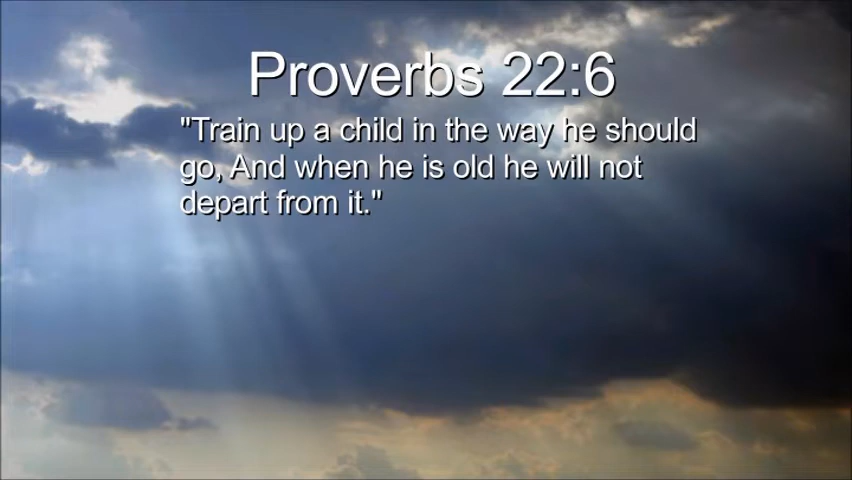 Proverbs 22:6
"Train up a child in the way he should
go, And when he is old he will not
depart from it."